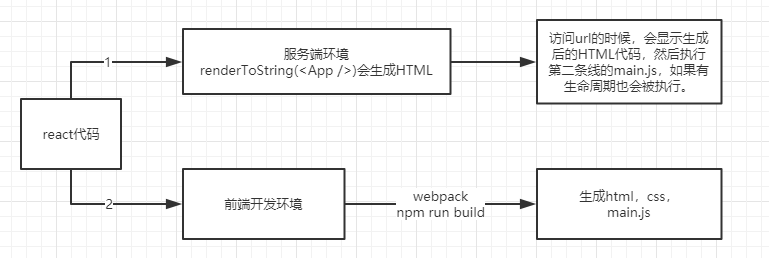 react代码
1
服务端环境
renderToString(<App />)会生成HTML
访问url的时候，会显示生成
后的HTML代码，然后执行
第二条线的main.js，如果有
生命周期也会被执行。
2
前端开发环境
webpack
npm run build
生成html，css，
main.js